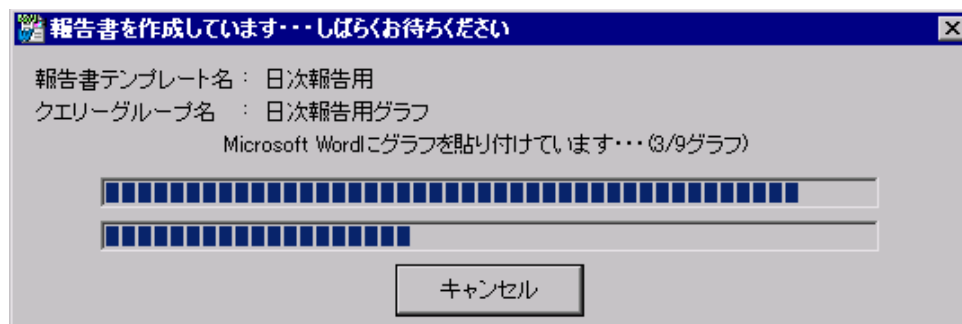 報告書を作成しています・・・しばらくお待ちください
報告書テンプレート名： 日次報告用
クエリーグループ名 ： 日次報告用グラフ
Microsoft Wordにグラフを貼り付けています・・・(3/9グラフ)
キャンセル